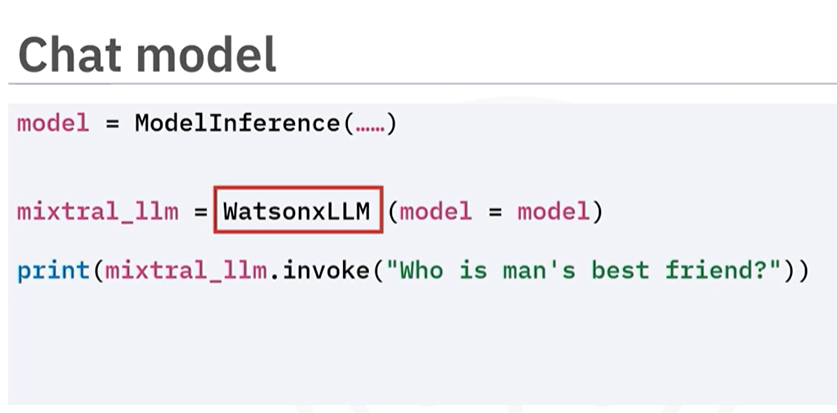 Chat model
model = ModelInference(……)
mixtral_llm = WatsonxLLM (model = model)
print(mixtral_llm.invoke("Who is man's best friend?"))